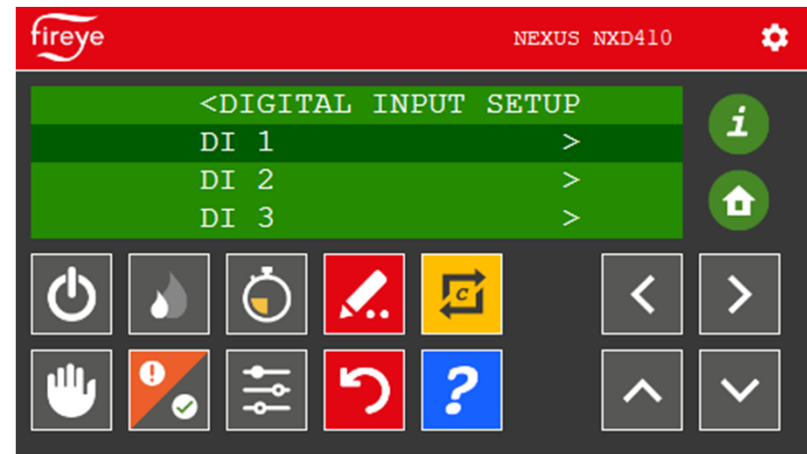 fireye
NEXUS NXD410
<DIGITAL INPUT SETUP
i
DI 1 >
DI 2 >
DI 3 >
C
?